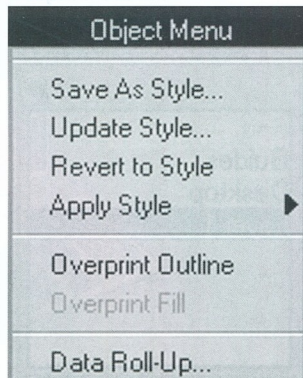 Object Menu
Save As Style...
Update Style...
Revert to Style
Apply Style
Overprint Outline
Overprint Fill
Data Roll-Up...